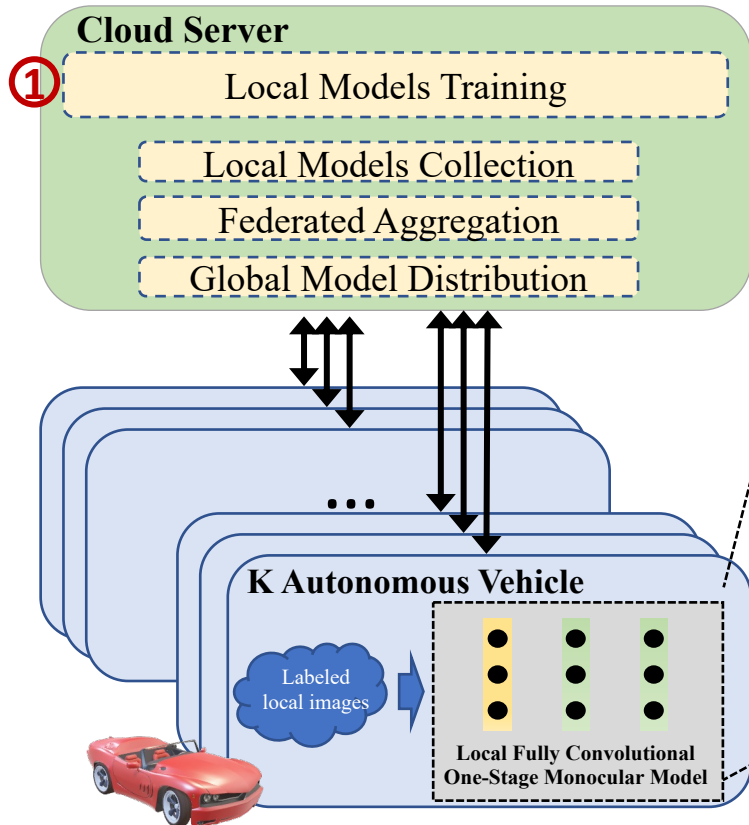 Cloud Server
①
Local Models Training
Local Models Collection
Federated Aggregation
Global Model Distribution
...
K Autonomous Vehicle
Labeled
local images
Local Fully Convolutional
One-Stage Monocular Model